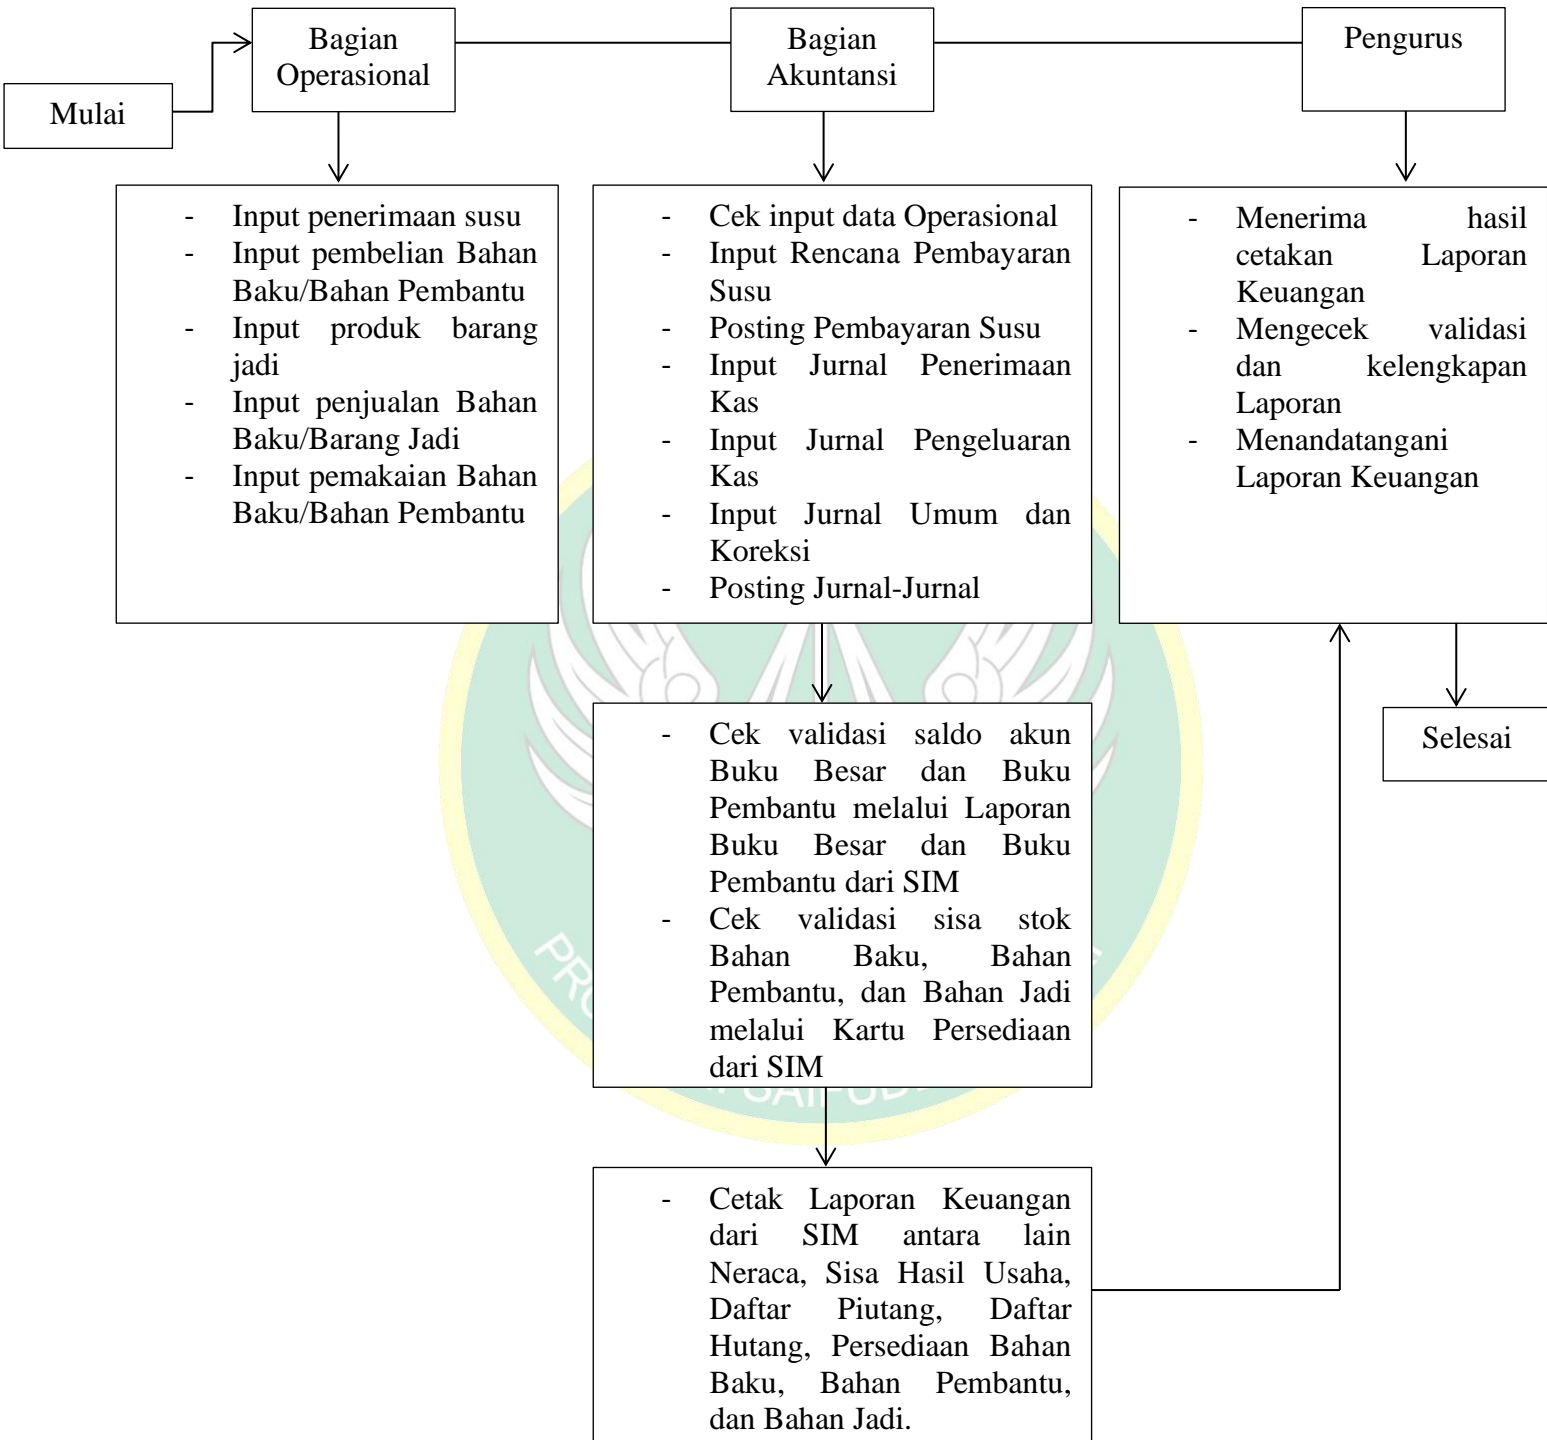 Mulai
Bagian
Operasional
Bagian
Akuntansi
Pengurus
- Input penerimaan susu
- Input pembelian Bahan
Baku/Bahan Pembantu
- Input produk barang
jadi
- Input penjualan Bahan
Baku/Barang Jadi
- Input pemakaian Bahan
Baku/Bahan Pembantu
- Cek input data Operasional
- Input Rencana Pembayaran
Susu
- Posting Pembayaran Susu
- Input Jurnal Penerimaan
Kas
- Input Jurnal Pengeluaran
Kas
- Input Jurnal Umum dan
Koreksi
- Posting Jurnal-Jurnal
- Menerima hasil
cetakan Laporan
Keuangan
- Mengecek validasi
dan kelengkapan
Laporan
- Menandatangani
Laporan Keuangan
Selesai
- Cek validasi saldo akun
Buku Besar dan Buku
Pembantu melalui Laporan
Buku Besar dan Buku
Pembantu dari SIM
- Cek validasi sisa stok
Bahan Baku, Bahan
Pembantu, dan Bahan Jadi
melalui Kartu Persediaan
dari SIM
- Cetak Laporan Keuangan
dari SIM antara lain
Neraca, Sisa Hasil Usaha,
Daftar Piutang, Daftar
Hutang, Persediaan Bahan
Baku, Bahan Pembantu,
dan Bahan Jadi.